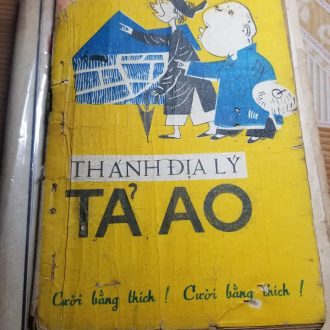 THÁNH ĐỊA LÝ
TẢ AO
Cười bằng thích ! Cười bằng thích !